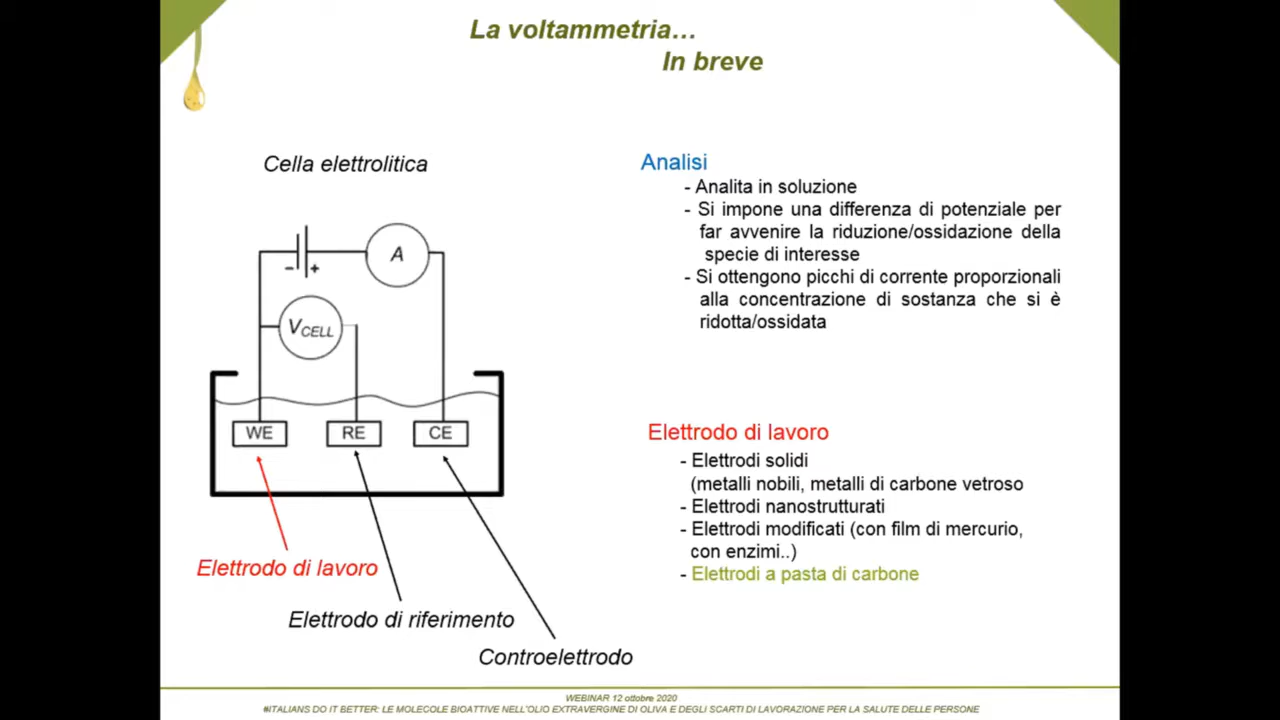 La voltammetria…
In breve
Cella elettrolitica
A
- +
VCELL
WE RE CE
Elettrodo di lavoro
Elettrodo di riferimento
Controelettrodo
Analisi
- Analita in soluzione
- Si impone una differenza di potenziale per
far avvenire la riduzione/ossidazione della
specie di interesse
- Si ottengono picchi di corrente proporzionali
alla concentrazione di sostanza che si è
ridotta/ossidata
Elettrodo di lavoro
- Elettrodi solidi
(metalli nobili, metalli di carbone vetroso
- Elettrodi nanostrutturati
- Elettrodi modificati (con film di mercurio,
con enzimi..)
- Elettrodi a pasta di carbone
WEBINAR 12 ottobre 2020
#ITALIANS DO IT BETTER: LE MOLECOLE BIOATTIVE NELL'OLIO EXTRAVERGINE DI OLIVA E DEGLI SCARTI DI LAVORAZIONE PER LA SALUTE DELLE PERSONE